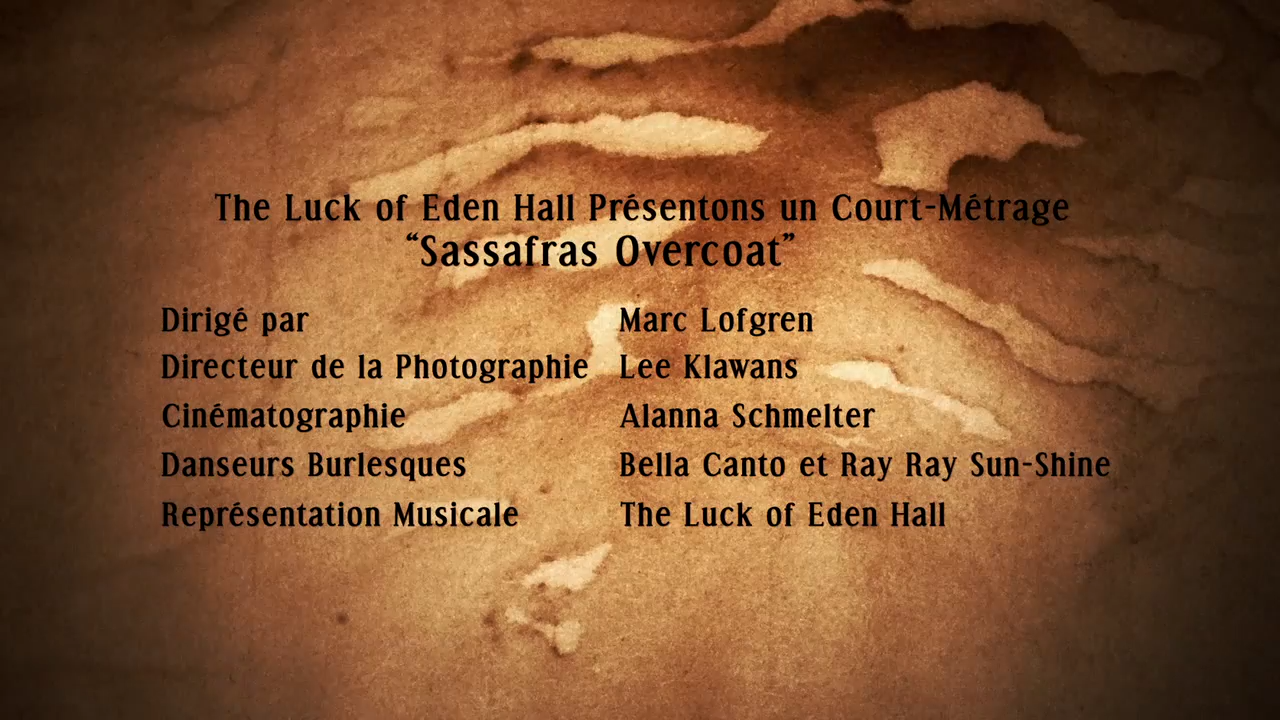 The Luck of Eden Hall Présentons un Court-Métrage
“Sassafras Overcoat”
Dirigé par Marc Lofgren
Directeur de la Photographie Lee Klawans
Cinématographie Alanna Schmelter
Danseurs Burlesques Bella Canto et Ray Ray Sun-Shine
Représentation Musicale The Luck of Eden Hall